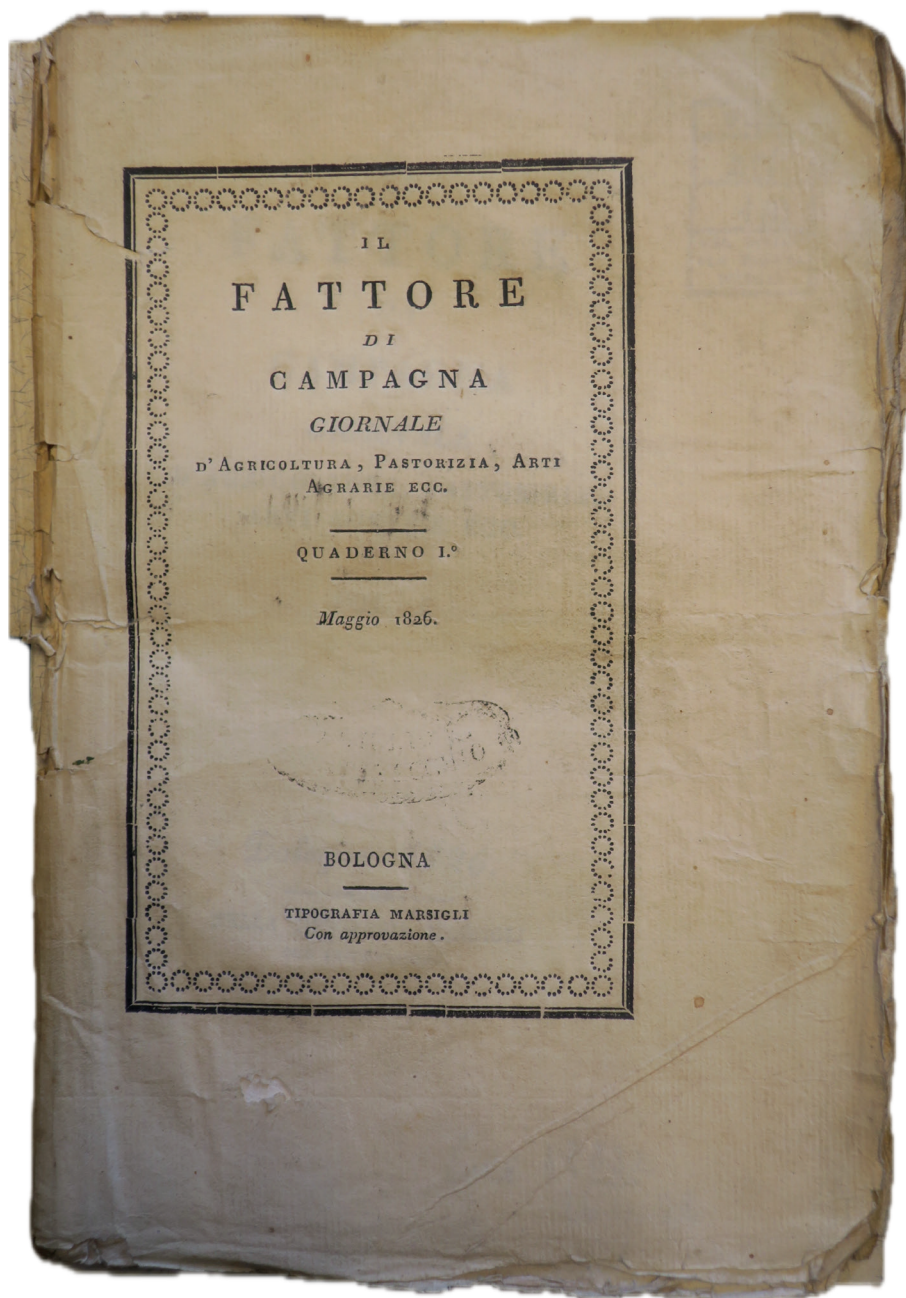 IL
FATTORE
DI
CAMPAGNA
GIORNALE
D'AGRICOLTURA, PASTORIZIA, ARTI
AGRARIE ECC.
QUADERNO I.°
Maggio 1826.
BOLOGNA
TIPOGRAFIA MARSIGLI
Con approvazione.